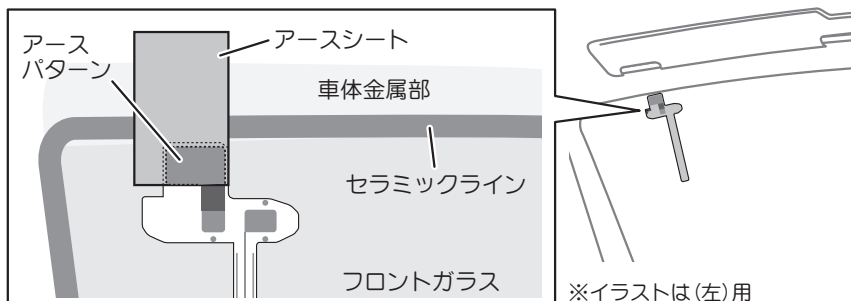 アース
パターン
アースシート
車体金属部
セラミックライン
フロントガラス
※イラストは(左)用